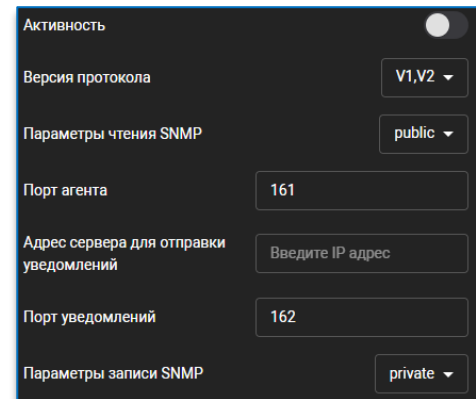 Активность
Версия протокола
V1,V2
Параметры чтения SNMP
public
Порт агента
161
Адрес сервера для отправки
уведомлений
Введите IP адрес
Порт уведомлений
162
Параметры записи SNMP
private